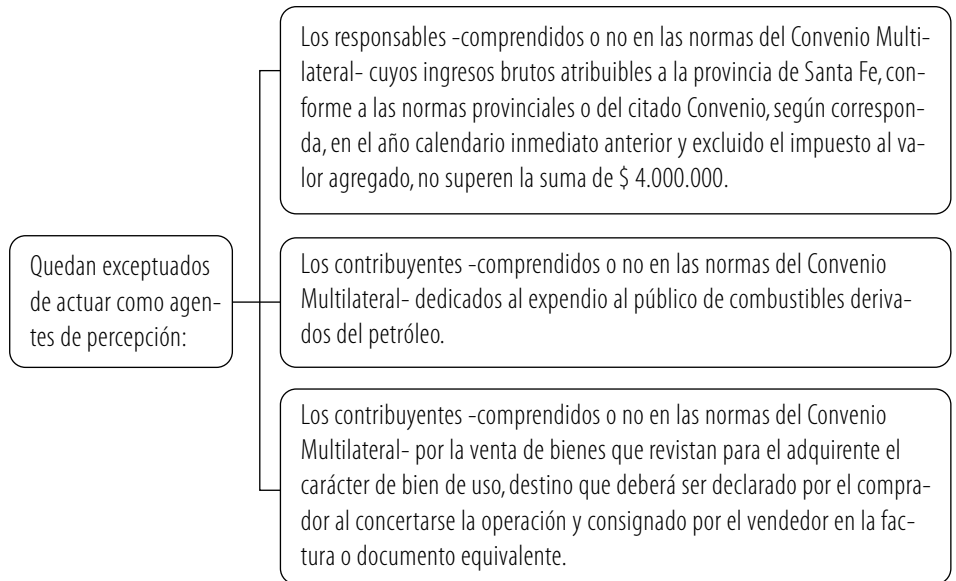 Quedan exceptuados
de actuar como agen-
tes de percepción:
Los responsables -comprendidos o no en las normas del Convenio Multi-
lateral- cuyos ingresos brutos atribuibles a la provincia de Santa Fe, con-
forme a las normas provinciales o del citado Convenio, según correspon-
da, en el año calendario inmediato anterior y excluido el impuesto al va-
lor agregado, no superen la suma de $ 4.000.000.
Los contribuyentes -comprendidos o no en las normas del Convenio
Multilateral- dedicados al expendio al público de combustibles deriva-
dos del petróleo.
Los contribuyentes -comprendidos o no en las normas del Convenio
Multilateral- por la venta de bienes que revistan para el adquirente el
carácter de bien de uso, destino que deberá ser declarado por el compra-
dor al concertarse la operación y consignado por el vendedor en la fac-
tura o documento equivalente.